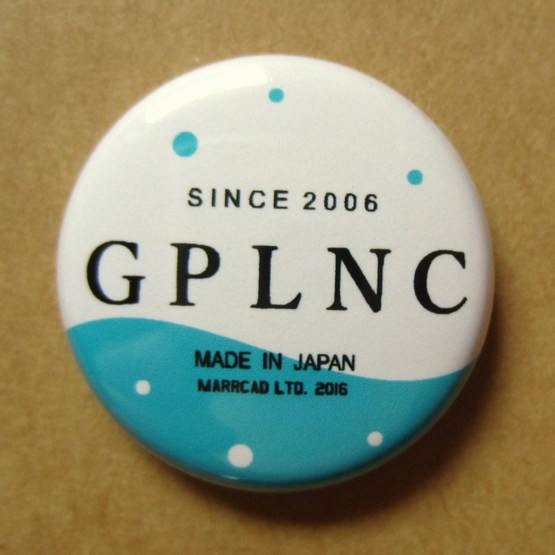 SINCE 2006
GPLNC
MADE IN JAPAN
MARRCAD LTD. 2016